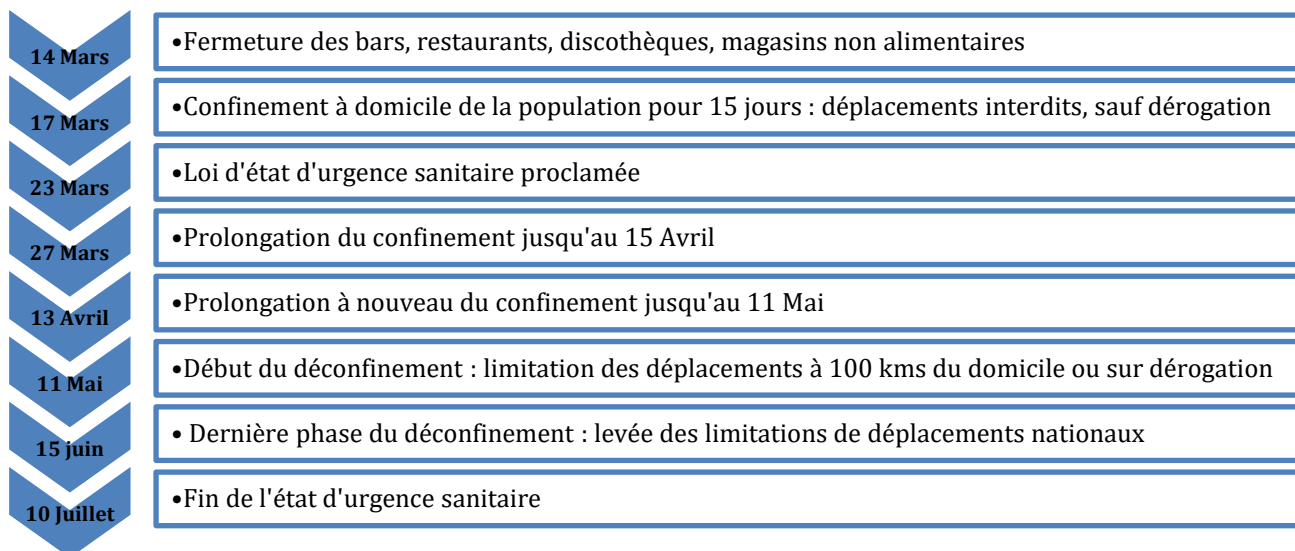 14 Mars
•Fermeture des bars, restaurants, discothèques, magasins non alimentaires
17 Mars
•Confinement à domicile de la population pour 15 jours : déplacements interdits, sauf dérogation
23 Mars
•Loi d'état d'urgence sanitaire proclamée
27 Mars
•Prolongation du confinement jusqu'au 15 Avril
13 Avril
•Prolongation à nouveau du confinement jusqu'au 11 Mai
11 Mai
•Début du déconfinement : limitation des déplacements à 100 kms du domicile ou sur dérogation
15 juin
• Dernière phase du déconfinement : levée des limitations de déplacements nationaux
10 Juillet
•Fin de l'état d'urgence sanitaire